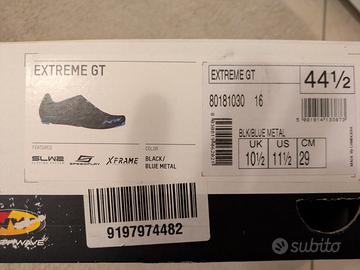 EXTREME GT
FEATURES
SLW2
SPEEDPLAY
XFRAME
COLOR
BLACK/
BLUE METAL
EXTREME GT
44½
80181030 16
BLK/BLUE METAL
UK US CM
10½ 11½ 29
9197974482
subito